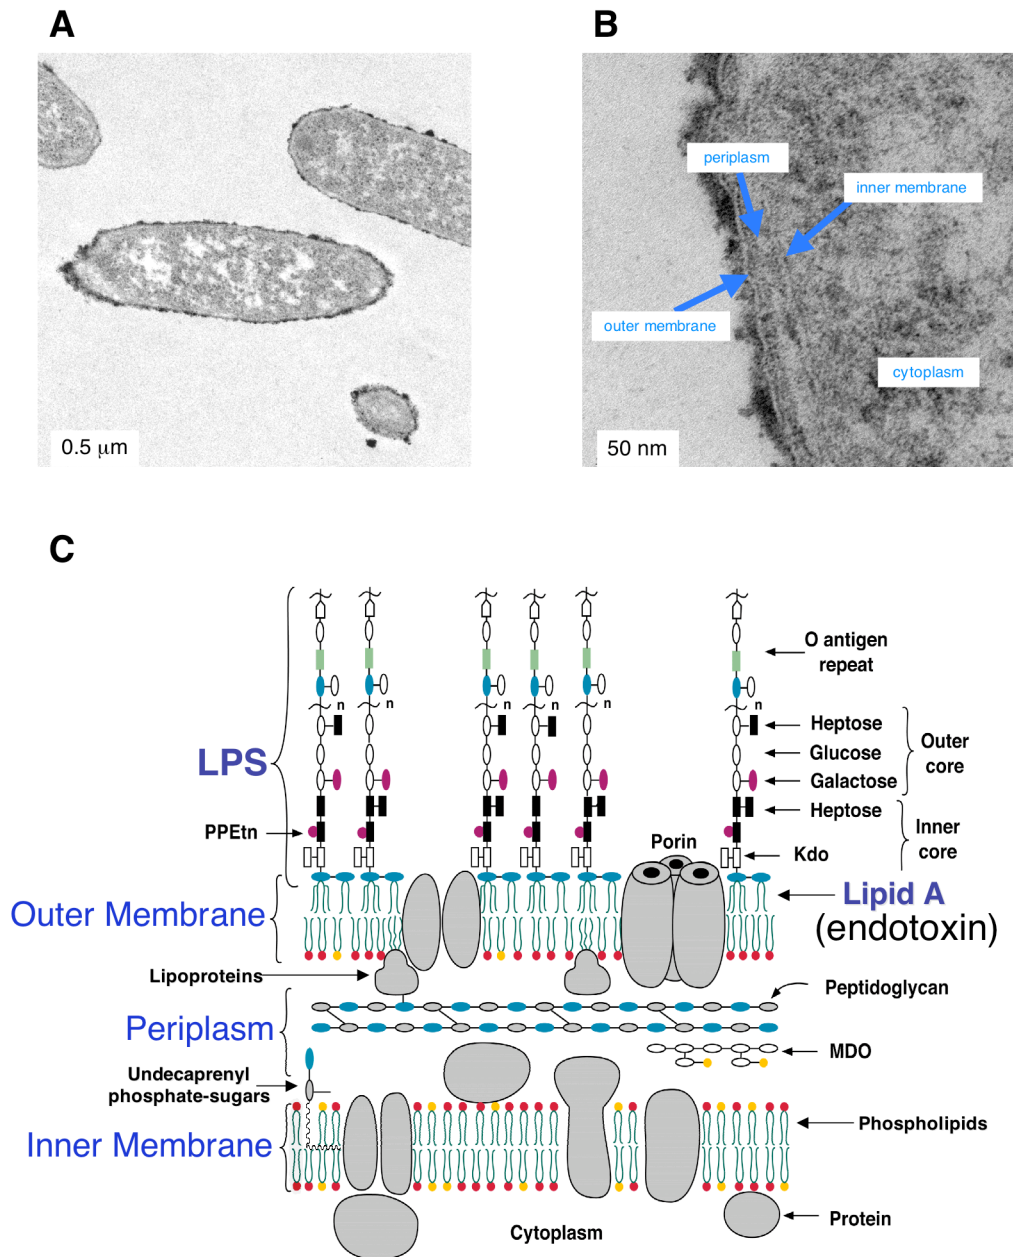 A
B
periplasm
inner membrane
outer membrane
cytoplasm
0.5 μm
50 nm
C
O antigen
repeat
n
n
n
n
n
Heptose
Outer
core
LPS
Glucose
Galactose
Heptose
Inner
core
PPEtn
Porin
Kdo
Lipid A
Outer Membrane
(endotoxin)
Lipoproteins
Peptidoglycan
Periplasm
MDO
Undecaprenyl
phosphate-sugars
Phospholipids
Inner Membrane
Protein
Cytoplasm